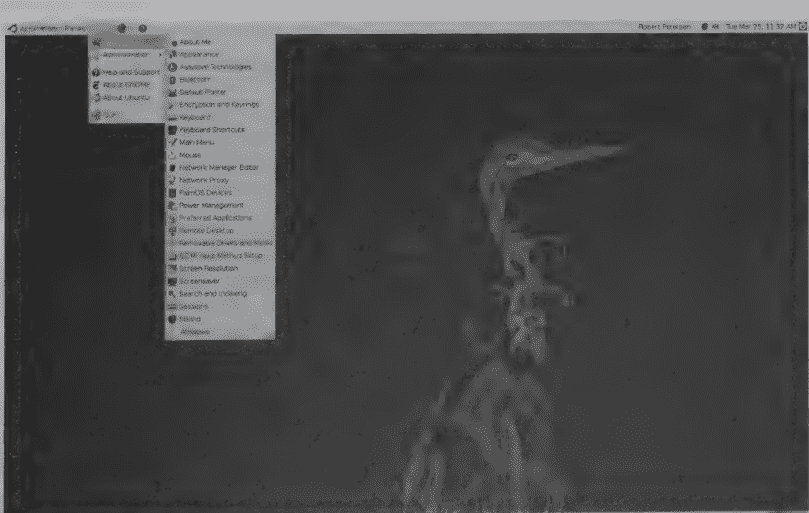 Robert Petersen
Tue Mar 25, 11:32 AM
Administration
Help and Support
About GNOME
About Ubuntu
Quit
About Me
Appearance
Assistive Technologies
Bluetooth
Default Printer
Encryption and Keyrings
Keyboard
Keyboard Shortcuts
Main Menu
Mouse
Network Manager Editor
Network Proxy
PalmOS Devices
Power Management
Preferred Applications
Remote Desktop
Removable Drives and Media
SCIM Input Method Setup
Screen Resolution
Screensaver
Search and Indexing
Sessions
Sound
Windows